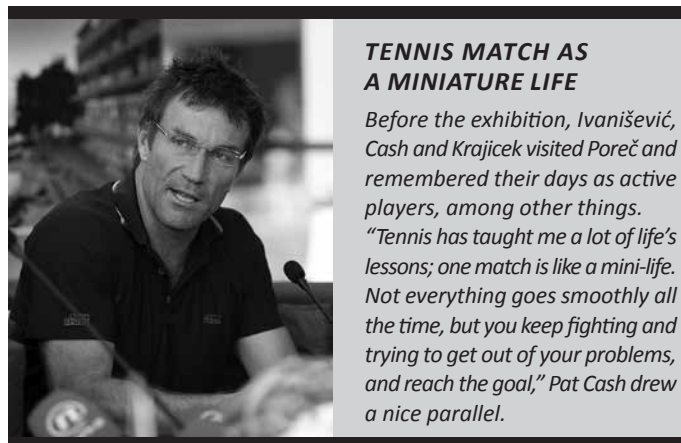 TENNIS MATCH AS
A MINIATURE LIFE
Before the exhibition, Ivanišević,
Cash and Krajicek visited Poreč and
remembered their days as active
players, among other things.
“Tennis has taught me a lot of life’s
lessons; one match is like a mini-life.
Not everything goes smoothly all
the time, but you keep fighting and
trying to get out of your problems,
and reach the goal,” Pat Cash drew
a nice parallel.